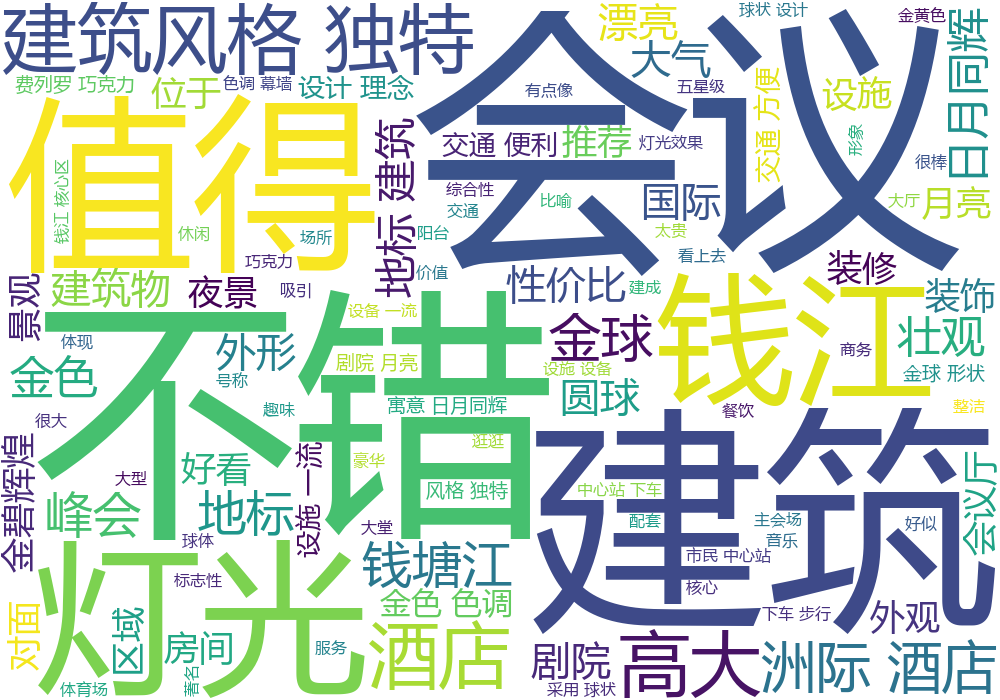 建筑风格 独特
会议
漂亮
球状 设计
金黄色
日月同辉
大气
五星级
费列罗 巧克力
位于
色调 幕墙
设计 理念
有点像
交通 方便
设施
值得
地标 建筑
交通 便利
推荐
灯光效果
形象
很棒
钱江 核心区
综合性
比喻
国际
大厅
月亮
休闲
场所
交通
阳台
太贵
看上去
巧克力
价值
装修
景观
建筑物
夜景
吸引
性价比
建成
钱江
装饰
不错
设备 一流
金球
体现
外形
剧院 月亮
设施 设备
商务
壮观
金色
号称
圆球
金球 形状
很大
趣味
寓意 日月同辉
餐饮
整洁
建筑
金碧辉煌
逛逛
好看
设施 一流
豪华
大型
风格 独特
中心站 下车
会议厅
峰会
地标
大堂
配套
主会场
好似
音乐
球体
灯光
钱塘江
市民 中心站
标志性
核心
对面
区域
金色 色调
下车 步行
外观
房间
服务
酒店
剧院
高大
洲际 酒店
著名
体育场
采用 球状